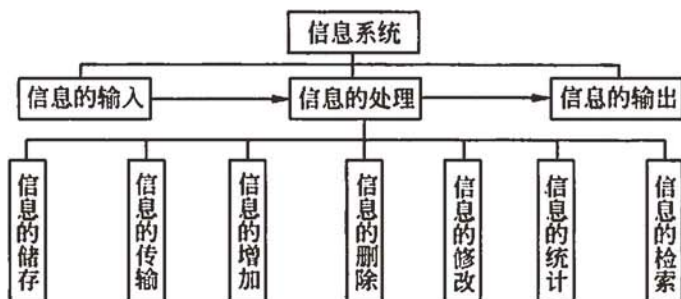 信息系统
信息的输入
信息的处理
信息的输出
信息的储存
信息的传输
信息的增加
信息的删除
信息的修改
信息的统计
信息的检索